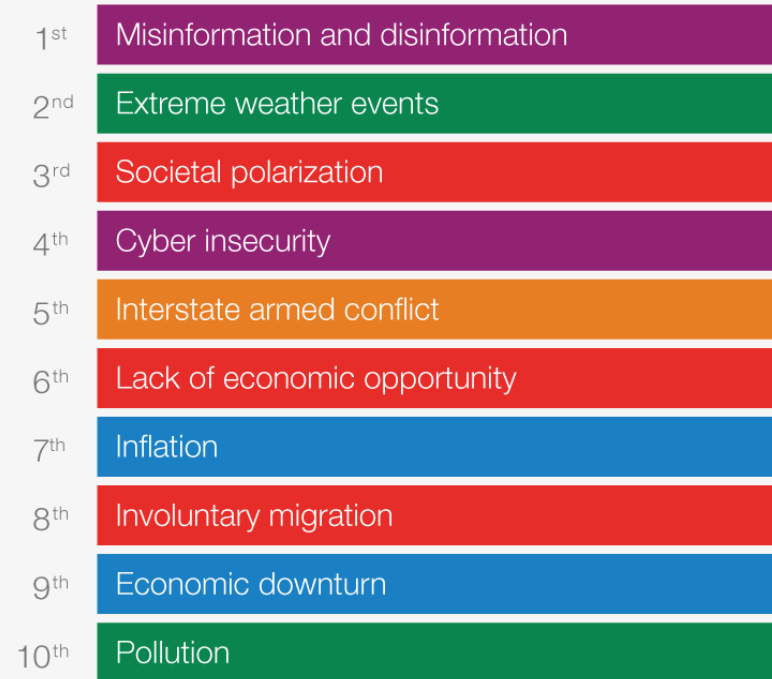 1st Misinformation and disinformation
2nd Extreme weather events
3rd Societal polarization
4th Cyber insecurity
5th Interstate armed conflict
6th Lack of economic opportunity
7th Inflation
8th Involuntary migration
9th Economic downturn
10th Pollution